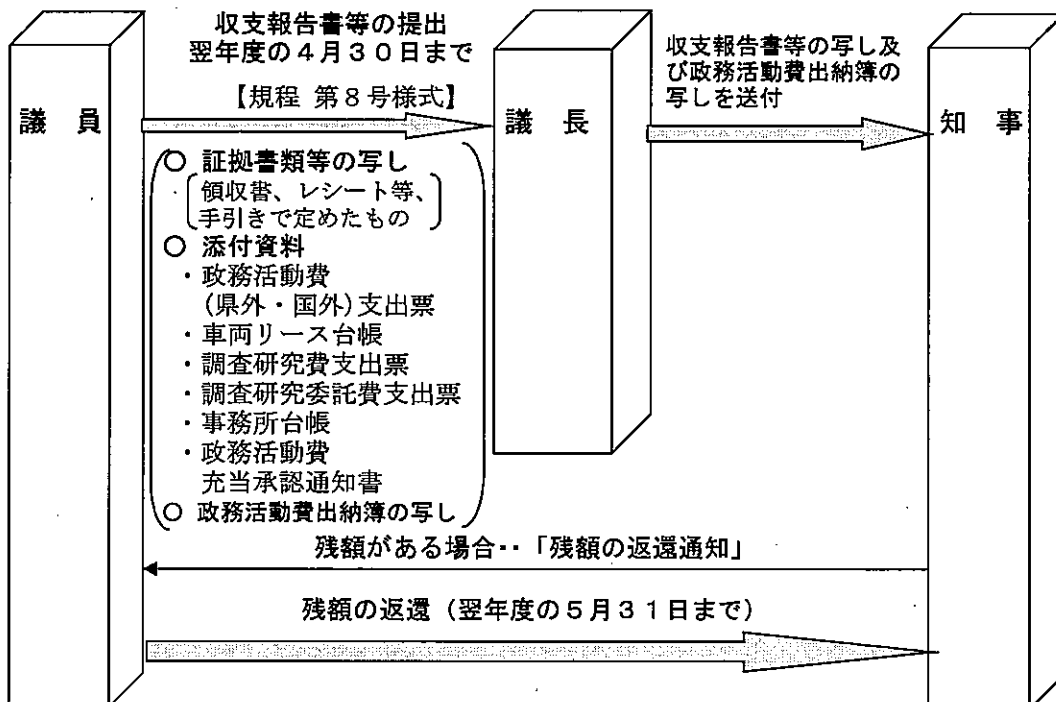 収支報告書等の提出
翌年度の4月30日まで
【規程 第8号様式】
議 員
議 長
収支報告書等の写し及
び政務活動費出納簿の
写しを送付
知 事
○ 証拠書類等の写し
領収書、レシート等、
手引きで定めたもの
○ 添付資料
・政務活動費
(県外・国外)支出票
・車両リース台帳
・調査研究費支出票
・調査研究委託費支出票
・事務所台帳
・政務活動費
充当承認通知書
○ 政務活動費出納簿の写し
残額がある場合‥「残額の返還通知」
残額の返還(翌年度の5月31日まで)